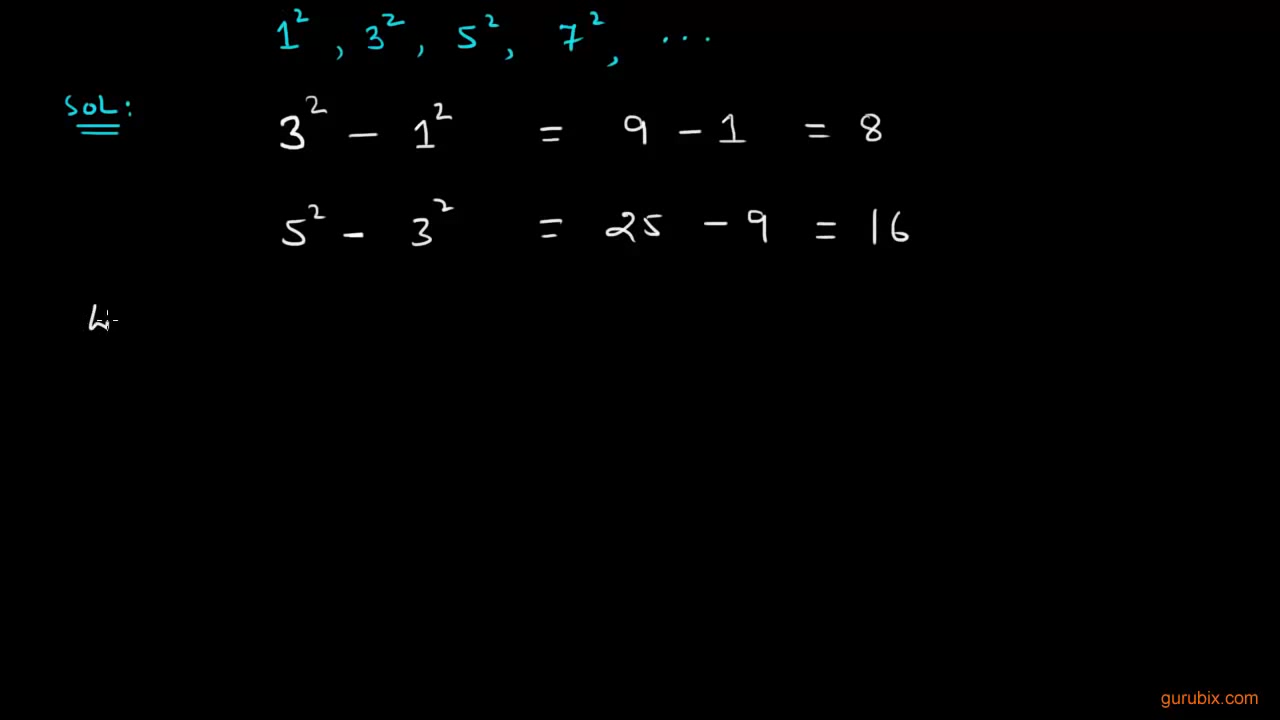 1², 3², 5², 7², ...
SOL:
3² - 1² = 9 - 1 = 8
5² - 3² = 25 - 9 = 16
gurubix.com